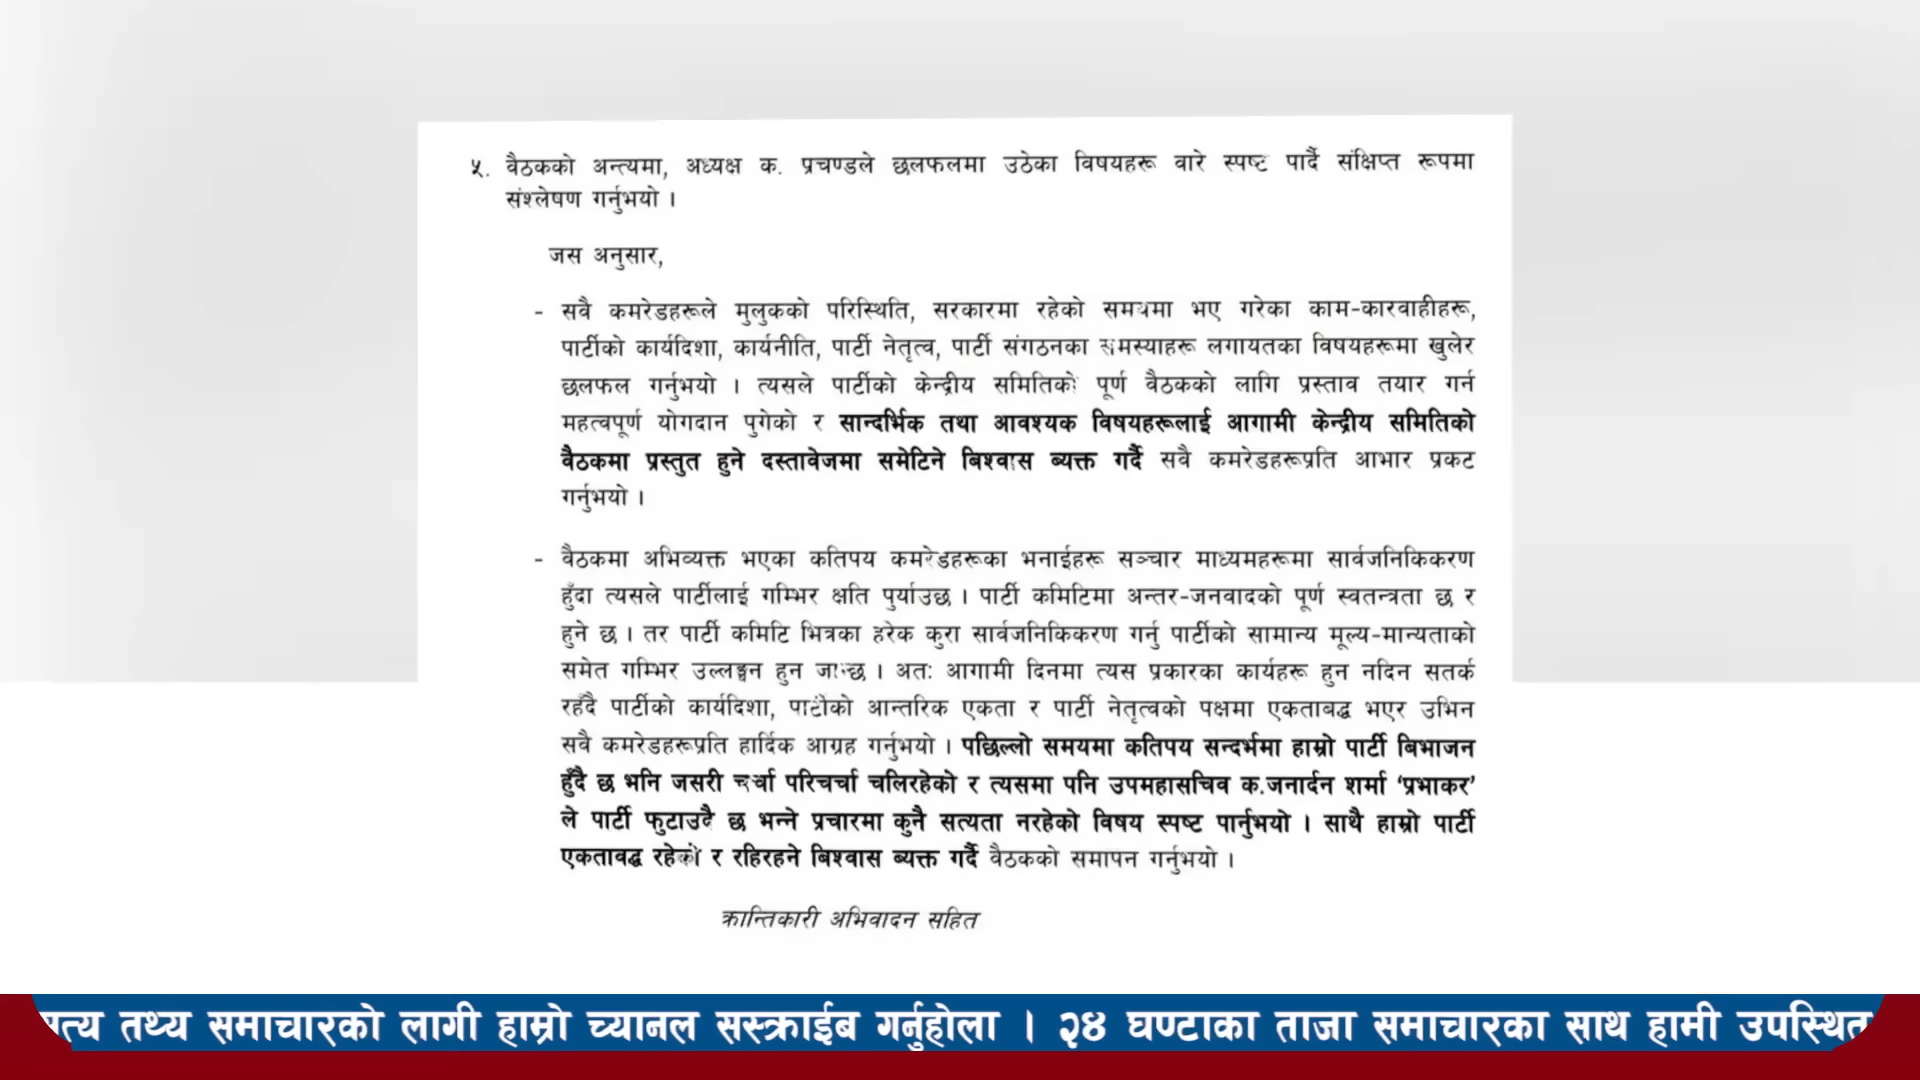 ५. वैठकको अन्त्यमा, अध्यक्ष क. प्रचण्डले छलफलमा उठेका विषयहरू वारे स्पष्ट पार्दै संक्षिप्त रूपमा
संश्लेषण गर्नुभयो ।
जस अनुसार,
- सवै कमरेडहरूले मुलुकको परिस्थिति, सरकारमा रहेको समयमा भए गरेका काम-कारवाहीहरू,
पार्टीको कार्यदिशा, कार्यनीति, पार्टी नेतृत्व, पार्टी संगठनका समस्याहरू लगायतका विषयहरूमा खुलेर
छलफल गर्नुभयो । त्यसले पार्टीको केन्द्रीय समितिको पूर्ण वैठकको लागि प्रस्ताव तयार गर्न
महत्वपूर्ण योगदान पुगेको र सान्दर्भिक तथा आवश्यक विषयहरूलाई आगामी केन्द्रीय समितिको
वैठकमा प्रस्तुत हुने दस्तावेजमा समेटिने बिश्वास ब्यक्त गर्दै सवै कमरेडहरूप्रति आभार प्रकट
गर्नुभयो ।
- वैठकमा अभिव्यक्त भएका कतिपय कमरेडहरूका भनाईहरू सञ्चार माध्यमहरूमा सार्वजनिकिकरण
हुँदा त्यसले पार्टीलाई गम्भिर क्षति पुर्याउछ । पार्टी कमिटिमा अन्तर-जनवादको पूर्ण स्वतन्त्रता छ र
हुने छ । तर पार्टी कमिटि भित्रका हरेक कुरा सार्वजनिकिकरण गर्नु पार्टीको सामान्य मूल्य-मान्यताको
समेत गम्भिर उल्लङ्घन हुन जान्छ । अतः आगामी दिनमा त्यस प्रकारका कार्यहरू हुन नदिन सतर्क
रहँदै पार्टीको कार्यदिशा, पार्टीको आन्तरिक एकता र पार्टी नेतृत्वको पक्षमा एकताबद्ध भएर उभिन
सवै कमरेडहरूप्रति हार्दिक आग्रह गर्नुभयो । पछिल्लो समयमा कतिपय सन्दर्भमा हाम्रो पार्टी बिभाजन
हुँदै छ भनि जसरी चर्चा परिचर्चा चलिरहेको र त्यसमा पनि उपमहासचिव क.जनार्दन शर्मा ‘प्रभाकर’
ले पार्टी फुटाउदै छ भन्ने प्रचारमा कुनै सत्यता नरहेको विषय स्पष्ट पार्नुभयो । साथै हाम्रो पार्टी
एकताबद्ध रहेको र रहिरहने बिश्वास ब्यक्त गर्दै वैठकको समापन गर्नुभयो ।
क्रान्तिकारी अभिवादन सहित
सत्य तथ्य समाचारको लागी हाम्रो च्यानल सस्क्राईब गर्नुहोला । २४ घण्टाका ताजा समाचारका साथ हामी उपस्थित